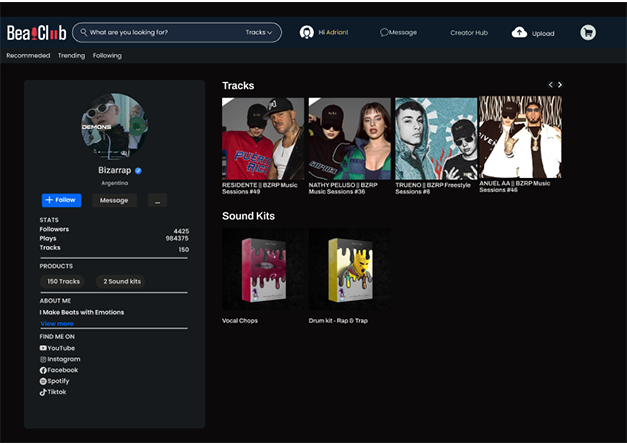 BeatClub
What are you looking for?
Tracks
Hi Adrian!
Message
Creator Hub
Upload
Recommeded
Trending
Following
DEMONS
Bizarrap
Argentina
+ Follow
Message
...
STATS
Followers 4425
Plays 984375
Tracks 150
PRODUCTS
150 Tracks
2 Sound kits
ABOUT ME
I Make Beats with Emotions
View more
FIND ME ON
YouTube
Instagram
Facebook
Spotify
Tiktok
Tracks
RESIDENTE || BZRP Music
Sessions #49
NATHY PELUSO || BZRP
Music Sessions #36
TRUENO || BZRP Freestyle
Sessions #6
ANUEL AA || BZRP Music
Sessions #46
Sound Kits
Vocal Chops
Drum kit - Rap & Trap